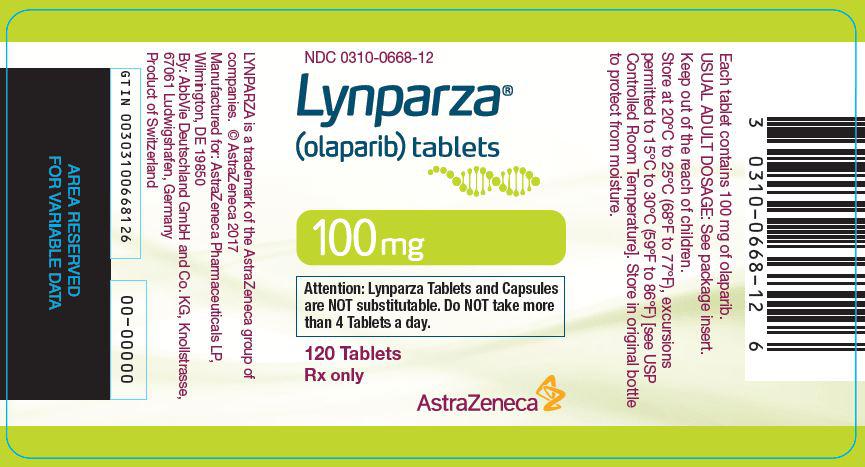 NDC 0310-0668-12
Lynparza®
(olaparib) tablets
100 mg
Attention: Lynparza Tablets and Capsules
are NOT substitutable. Do NOT take more
than 4 Tablets a day.
120 Tablets
Rx only
AstraZeneca
Each tablet contains 100 mg of olaparib.
USUAL ADULT DOSAGE: See package insert.
Keep out of the reach of children.
Store at 20°C to 25°C (68°F to 77°F), excursions
permitted to 15°C to 30°C (59°F to 86°F) [see USP
Controlled Room Temperature]. Store in original bottle
to protect from moisture.
3 0310-0668-12 6
LYNPARZA is a trademark of the AstraZeneca group of
companies. © AstraZeneca 2017
Manufactured for: AstraZeneca Pharmaceuticals LP,
Wilmington, DE 19850
By: AbbVie Deutschland GmbH and Co. KG, Knollstrasse,
67061 Ludwigshafen, Germany
Product of Switzerland
GTIN 00303100668126
00-00000
AREA RESERVED
FOR VARIABLE DATA